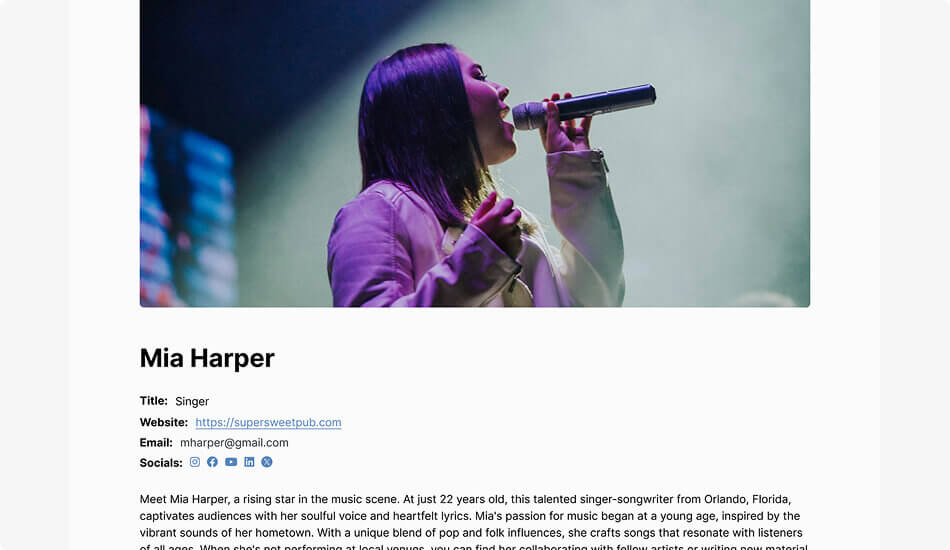 Mia Harper
Title: Singer
Website: https://supersweetpub.com
Email: mharper@gmail.com
Socials:
Meet Mia Harper, a rising star in the music scene. At just 22 years old, this talented singer-songwriter from Orlando, Florida,
captivates audiences with her soulful voice and heartfelt lyrics. Mia's passion for music began at a young age, inspired by the
vibrant sounds of her hometown. With a unique blend of pop and folk influences, she crafts songs that resonate with listeners
of all ages. When she's not performing at local venues, you can find her collaborating with fellow artists or writing new material